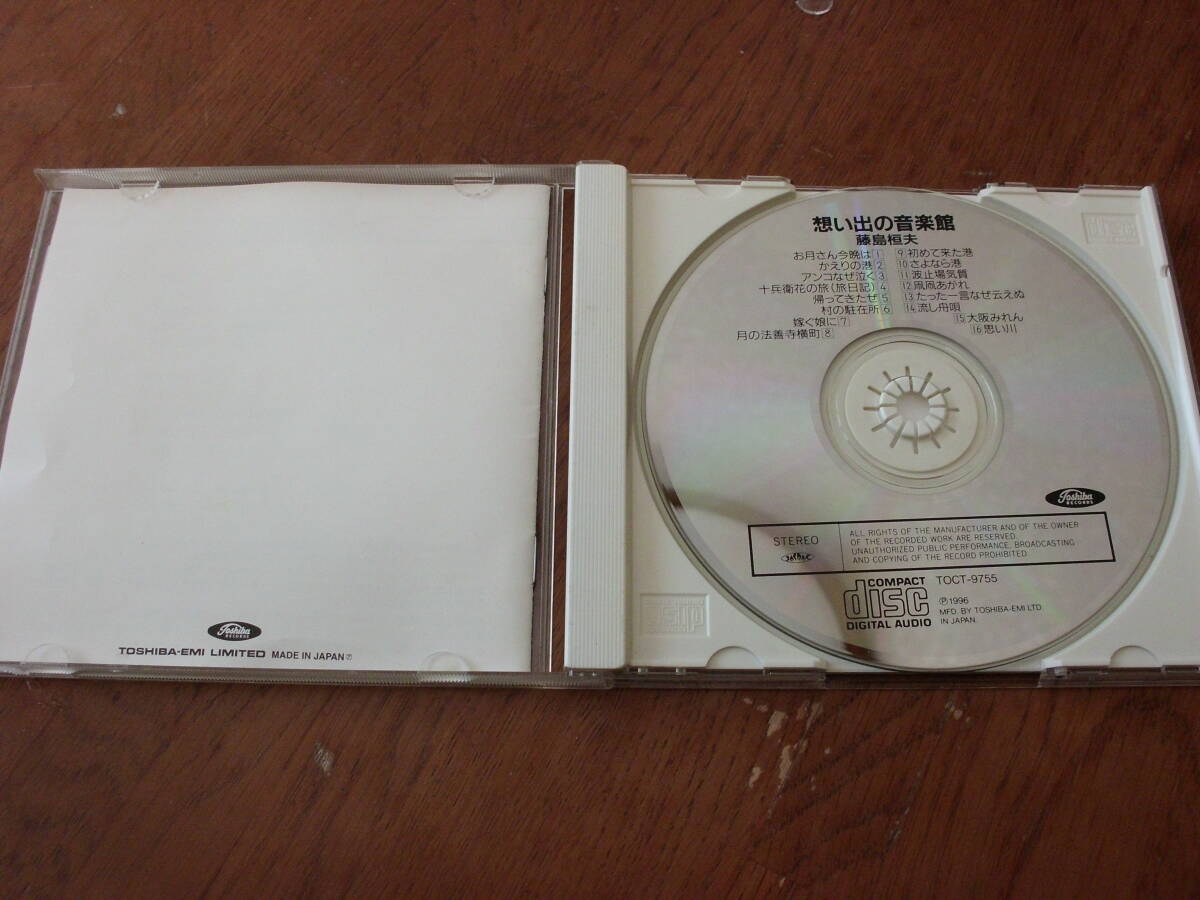 想い出の音楽館
藤島桓夫
お月さん今晩は 1
かえりの港 2
アンコなぜ泣く 3
十兵衛花の旅(旅日記) 4
帰ってきたぜ 5
村の駐在所 6
嫁ぐ娘に 7
月の法善寺横町 8
9 初めて来た港
10 さよなら港
11 波止場気質
12 凧凧あがれ
13 たった一言なぜ云えぬ
14 流し舟唄
15 大阪みれん
16 思い川
Toshiba
RECORDS
STEREO
ALL RIGHTS OF THE MANUFACTURER AND OF THE OWNER
OF THE RECORDED WORK ARE RESERVED.
UNAUTHORIZED PUBLIC PERFORMANCE, BROADCASTING
AND COPYING OF THE RECORD PROHIBITED.
COMPACT
disc
DIGITAL AUDIO
TOCT-9755
Ⓟ1996
MFD. BY TOSHIBA-EMI LTD.
IN JAPAN.
Toshiba
RECORDS
TOSHIBA-EMI LIMITED MADE IN JAPAN⑦